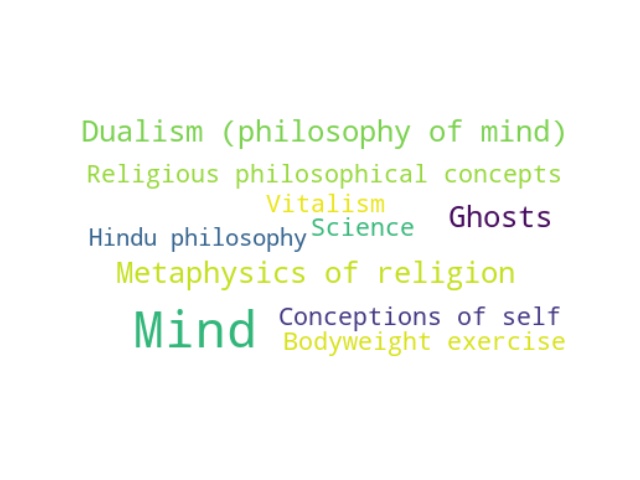 Dualism (philosophy of mind)
Religious philosophical concepts
Vitalism
Ghosts
Science
Hindu philosophy
Metaphysics of religion
Mind
Conceptions of self
Bodyweight exercise